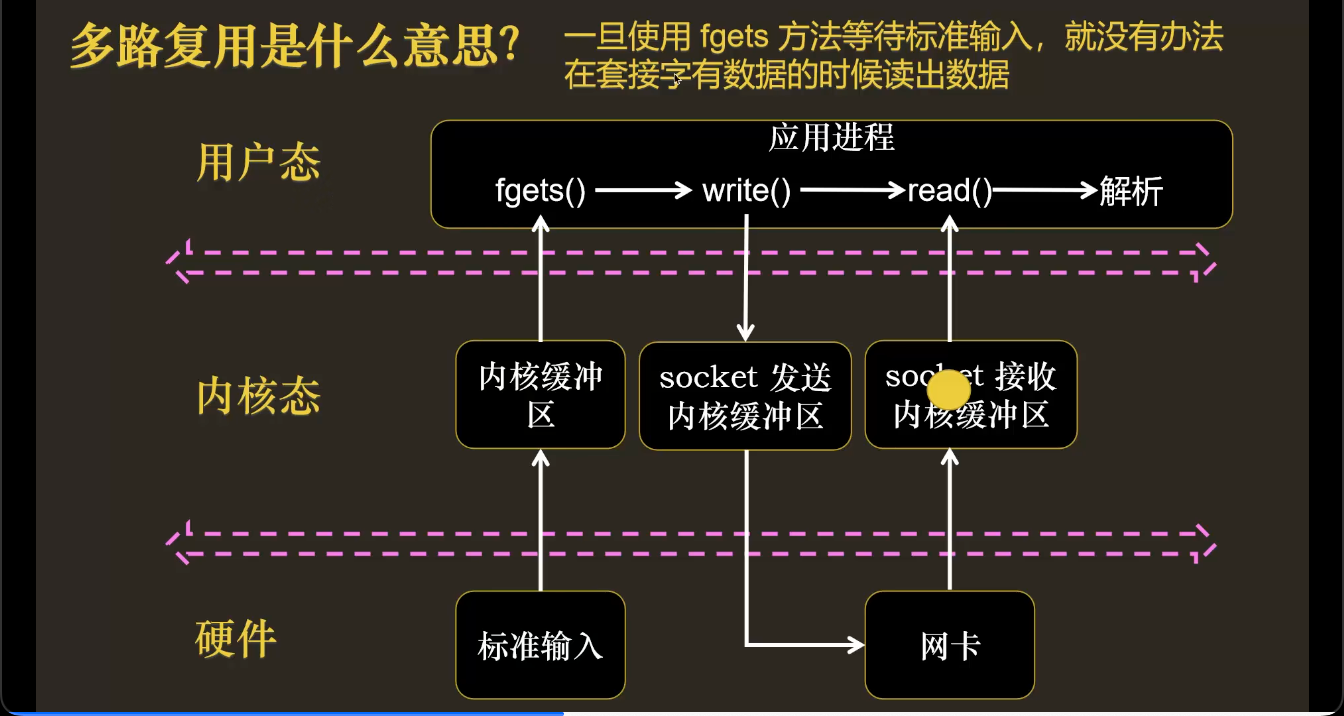 多路复用是什么意思?
一旦使用 fgets 方法等待标准输入，就没有办法
在套接字有数据的时候读出数据
用户态
应用进程
fgets() write() read() 解析
内核态
内核缓冲
区
socket 发送
内核缓冲区
socket 接收
内核缓冲区
硬件
标准输入
网卡